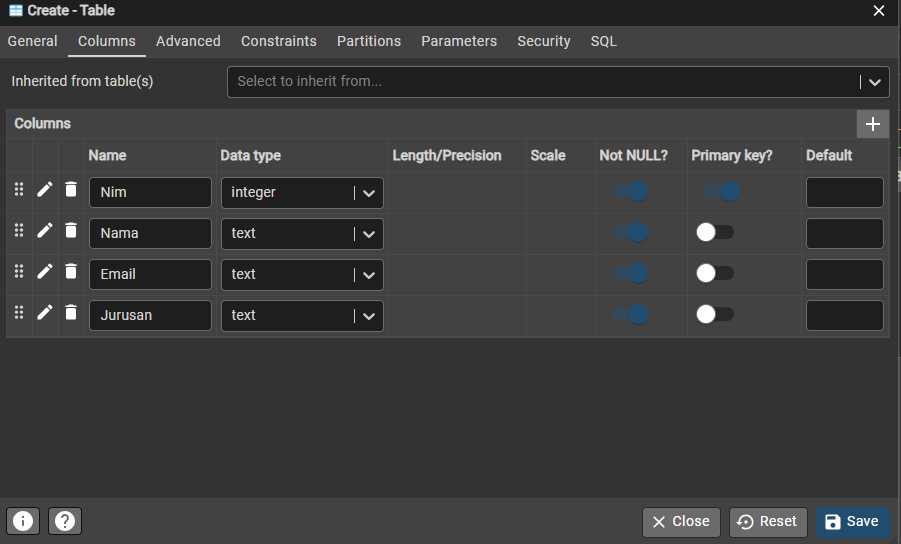 Create - Table
General Columns Advanced Constraints Partitions Parameters Security SQL
Inherited from table(s) Select to inherit from...
Columns
Name Data type Length/Precision Scale Not NULL? Primary key? Default
Nim integer
Nama text
Email text
Jurusan text
Close Reset Save